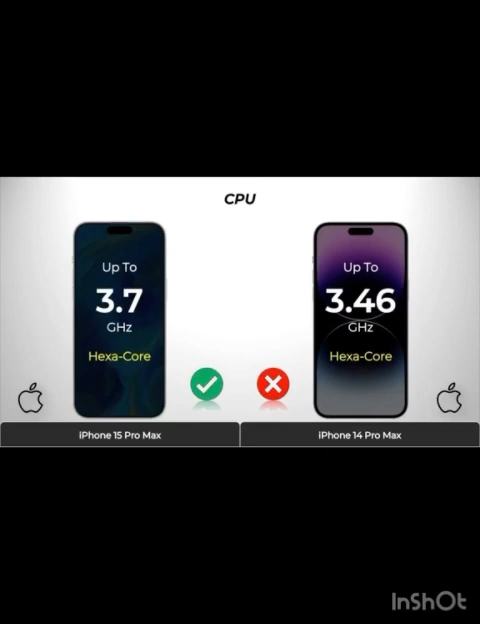 CPU
Up To
3.7
GHz
Hexa-Core
Up To
3.46
GHz
Hexa-Core
iPhone 15 Pro Max
iPhone 14 Pro Max
InShOt